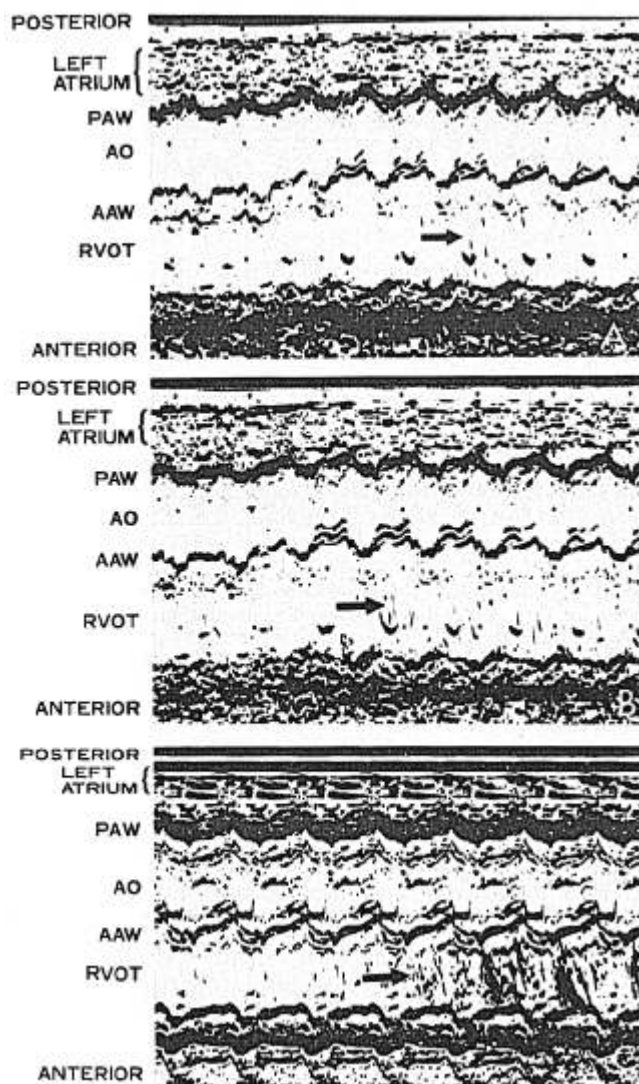 POSTERIOR
LEFT
ATRIUM
PAW
AO
AAW
RVOT
ANTERIOR
A
POSTERIOR
LEFT
ATRIUM
PAW
AO
AAW
RVOT
ANTERIOR
B
POSTERIOR
LEFT
ATRIUM
PAW
AO
AAW
RVOT
ANTERIOR